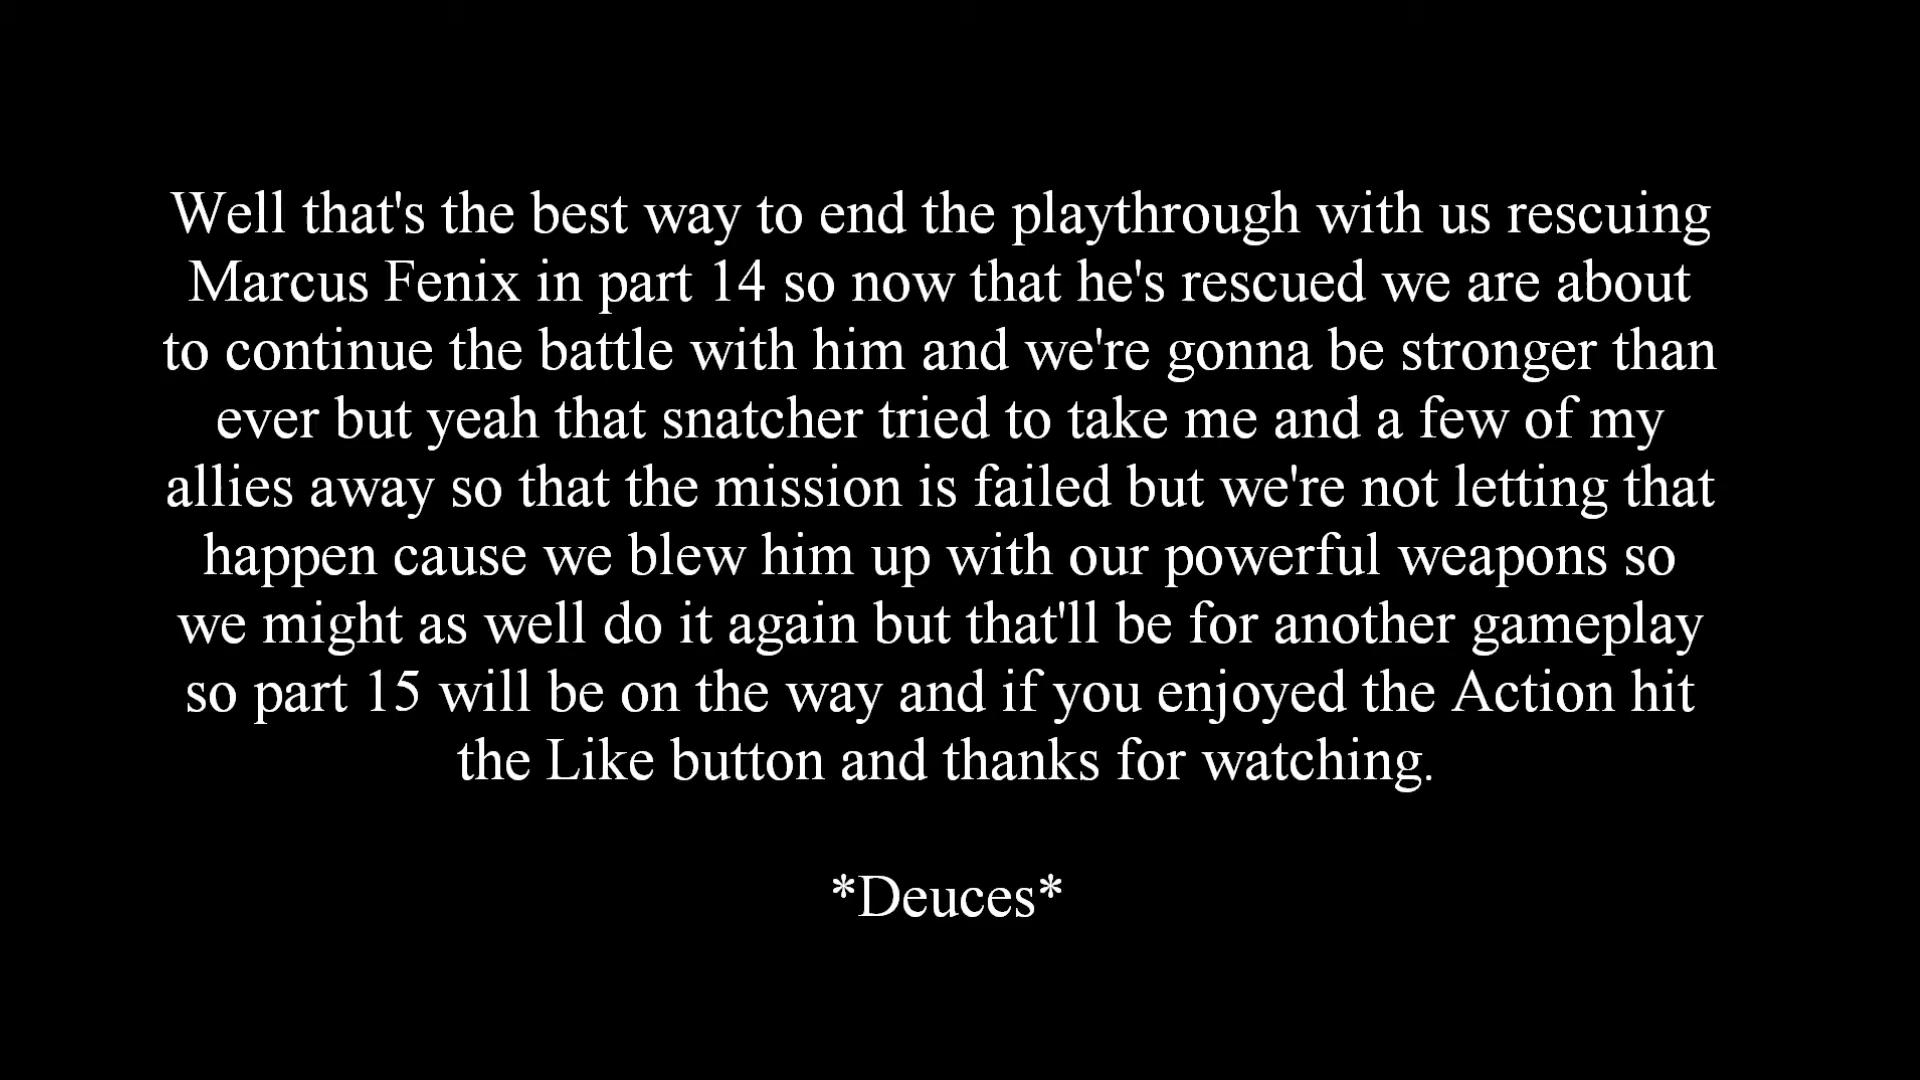 Well that's the best way to end the playthrough with us rescuing
Marcus Fenix in part 14 so now that he's rescued we are about
to continue the battle with him and we're gonna be stronger than
ever but yeah that snatcher tried to take me and a few of my
allies away so that the mission is failed but we're not letting that
happen cause we blew him up with our powerful weapons so
we might as well do it again but that'll be for another gameplay
so part 15 will be on the way and if you enjoyed the Action hit
the Like button and thanks for watching.
*Deuces*